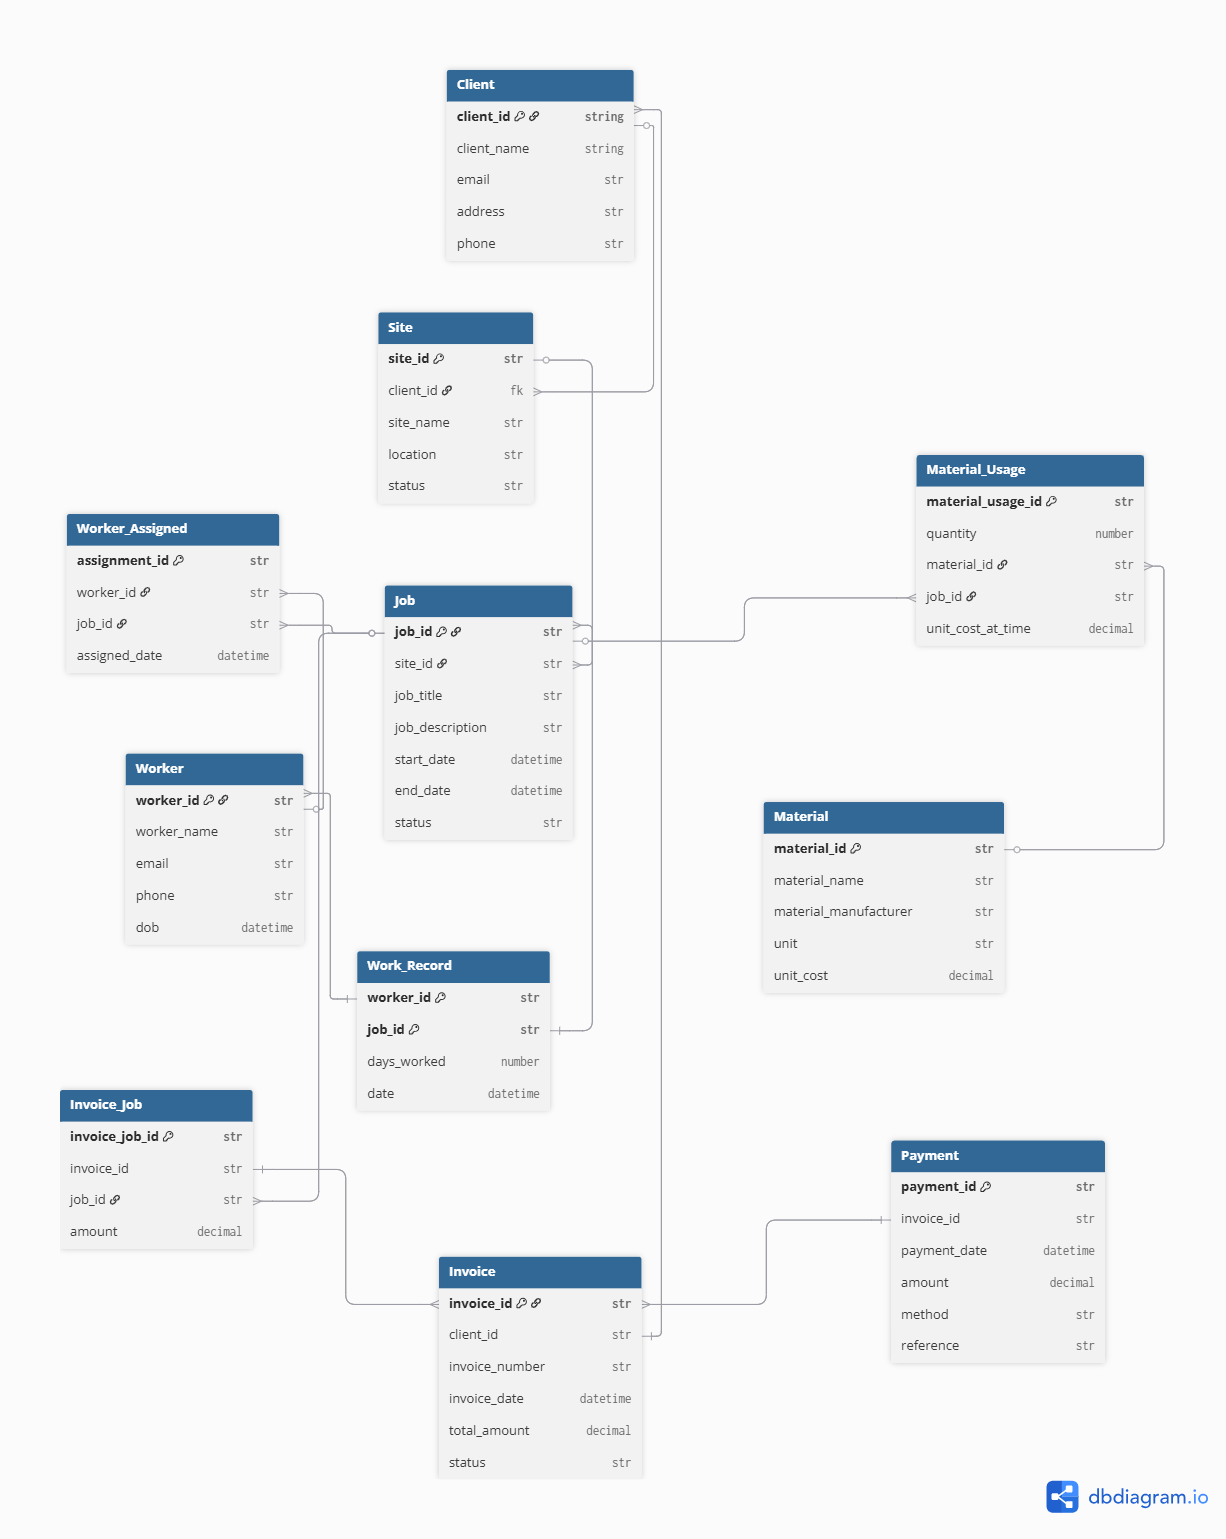 Client
client_id string
client_name string
email str
address str
phone str
Site
site_id str
client_id fk
site_name str
location str
status str
Material_Usage
material_usage_id str
quantity number
material_id str
job_id str
unit_cost_at_time decimal
Worker_Assigned
assignment_id str
worker_id str
job_id str
assigned_date datetime
Job
job_id str
site_id str
job_title str
job_description str
start_date datetime
end_date datetime
status str
Worker
worker_id str
worker_name str
email str
phone str
dob datetime
Material
material_id str
material_name str
material_manufacturer str
unit str
unit_cost decimal
Work_Record
worker_id str
job_id str
days_worked number
date datetime
Invoice_Job
invoice_job_id str
invoice_id str
job_id str
amount decimal
Payment
payment_id str
invoice_id str
payment_date datetime
amount decimal
method str
reference str
Invoice
invoice_id str
client_id str
invoice_number str
invoice_date datetime
total_amount decimal
status str
dbdiagram.io